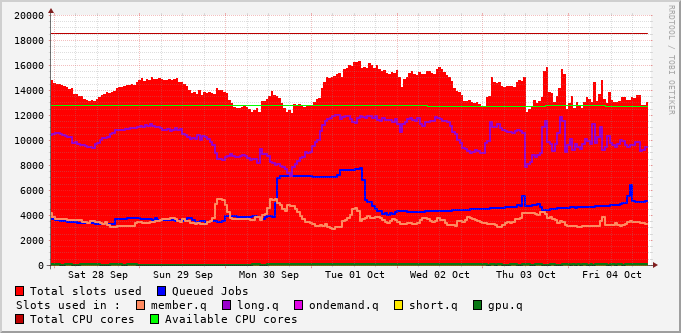 20000
18000
16000
14000
12000
10000
8000
6000
4000
2000
0
Sat 28 Sep Sun 29 Sep Mon 30 Sep Tue 01 Oct Wed 02 Oct Thu 03 Oct Fri 04 Oct
RRDTOOL / TOBI OETIKER
Total slots used Queued Jobs
Slots used in : member.q long.q ondemand.q short.q gpu.q
Total CPU cores Available CPU cores